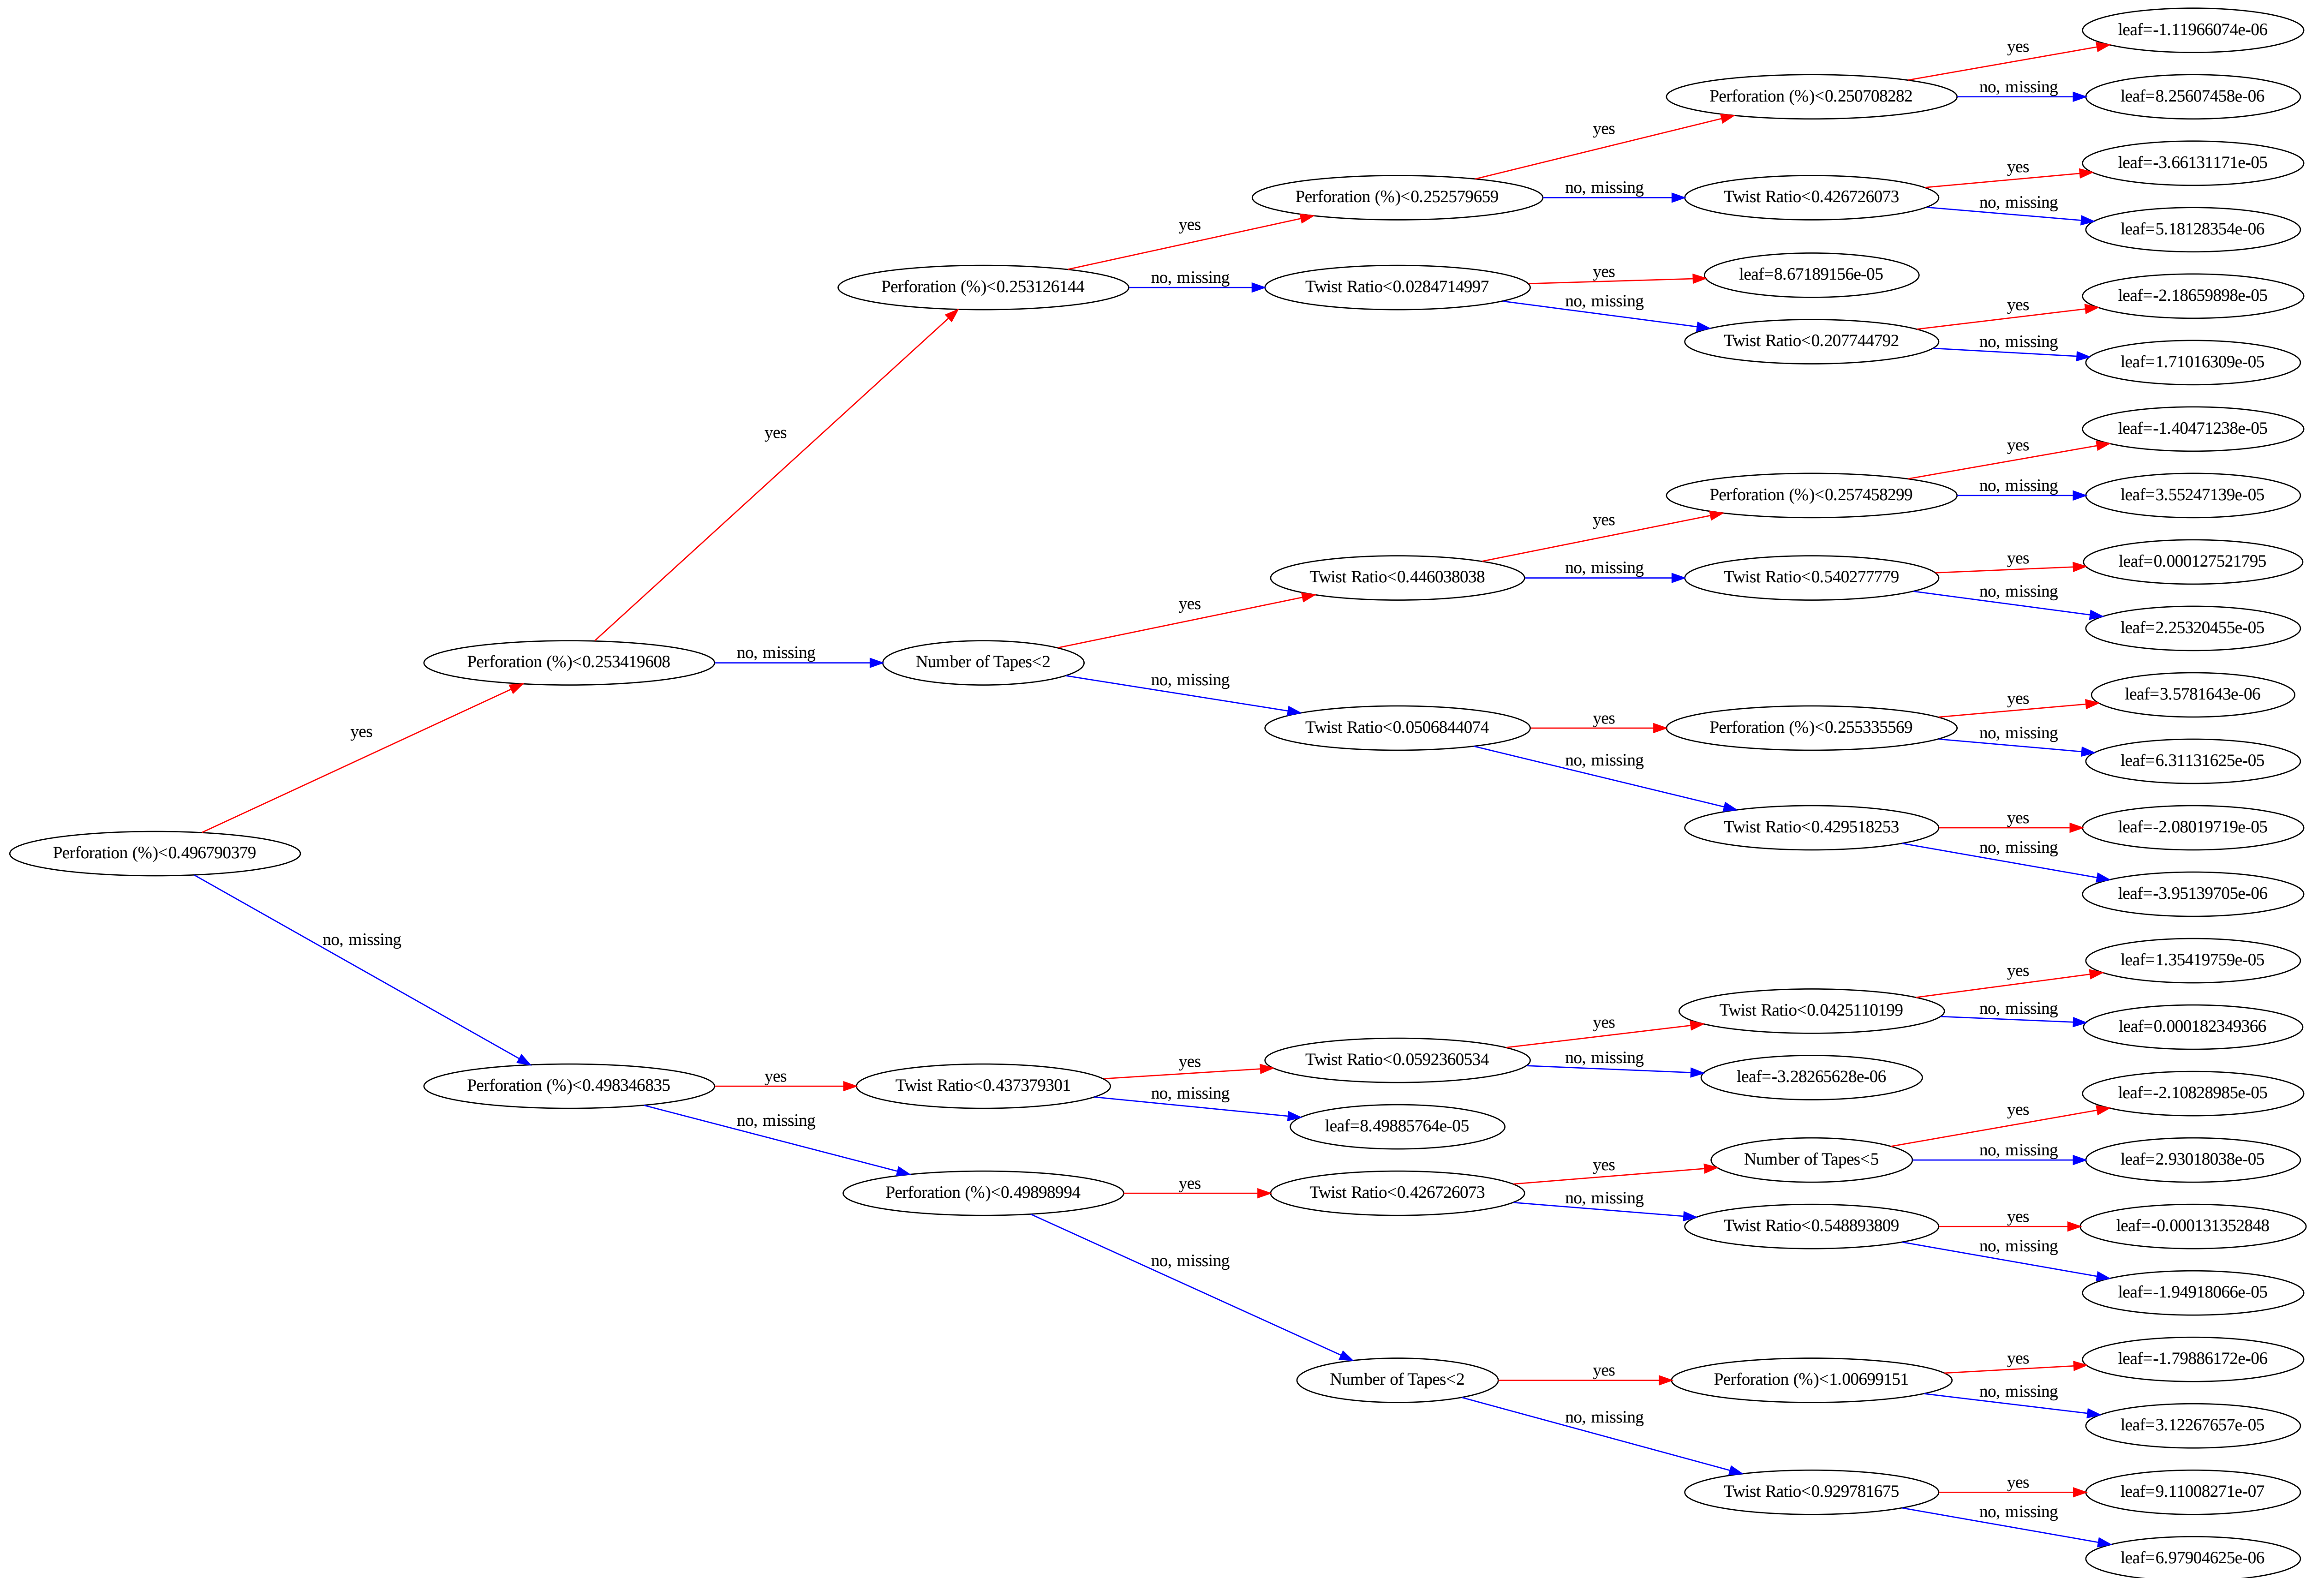 Perforation (%)<0.496790379
yes
no, missing
Perforation (%)<0.253419608
yes
no, missing
Perforation (%)<0.498346835
yes
no, missing
Perforation (%)<0.253126144
yes
no, missing
Number of Tapes<2
yes
no, missing
Twist Ratio<0.437379301
yes
no, missing
Perforation (%)<0.49898994
yes
no, missing
Perforation (%)<0.252579659
yes
no, missing
Twist Ratio<0.0284714997
yes
no, missing
Twist Ratio<0.446038038
yes
no, missing
Twist Ratio<0.0506844074
yes
no, missing
Twist Ratio<0.0592360534
yes
no, missing
leaf=8.49885764e-05
Twist Ratio<0.426726073
yes
no, missing
Number of Tapes<2
yes
no, missing
Perforation (%)<0.250708282
yes
no, missing
Twist Ratio<0.426726073
yes
no, missing
leaf=8.67189156e-05
Twist Ratio<0.207744792
yes
no, missing
Perforation (%)<0.257458299
yes
no, missing
Twist Ratio<0.540277779
yes
no, missing
Perforation (%)<0.255335569
yes
no, missing
Twist Ratio<0.429518253
yes
no, missing
Twist Ratio<0.0425110199
yes
no, missing
leaf=-3.28265628e-06
Number of Tapes<5
yes
no, missing
Twist Ratio<0.548893809
yes
no, missing
Perforation (%)<1.00699151
yes
no, missing
Twist Ratio<0.929781675
yes
no, missing
leaf=-1.11966074e-06
leaf=8.25607458e-06
leaf=-3.66131171e-05
leaf=5.18128354e-06
leaf=-2.18659898e-05
leaf=1.71016309e-05
leaf=-1.40471238e-05
leaf=3.55247139e-05
leaf=0.000127521795
leaf=2.25320455e-05
leaf=3.5781643e-06
leaf=6.31131625e-05
leaf=-2.08019719e-05
leaf=-3.95139705e-06
leaf=1.35419759e-05
leaf=0.000182349366
leaf=-2.10828985e-05
leaf=2.93018038e-05
leaf=-0.000131352848
leaf=-1.94918066e-05
leaf=-1.79886172e-06
leaf=3.12267657e-05
leaf=9.11008271e-07
leaf=6.97904625e-06